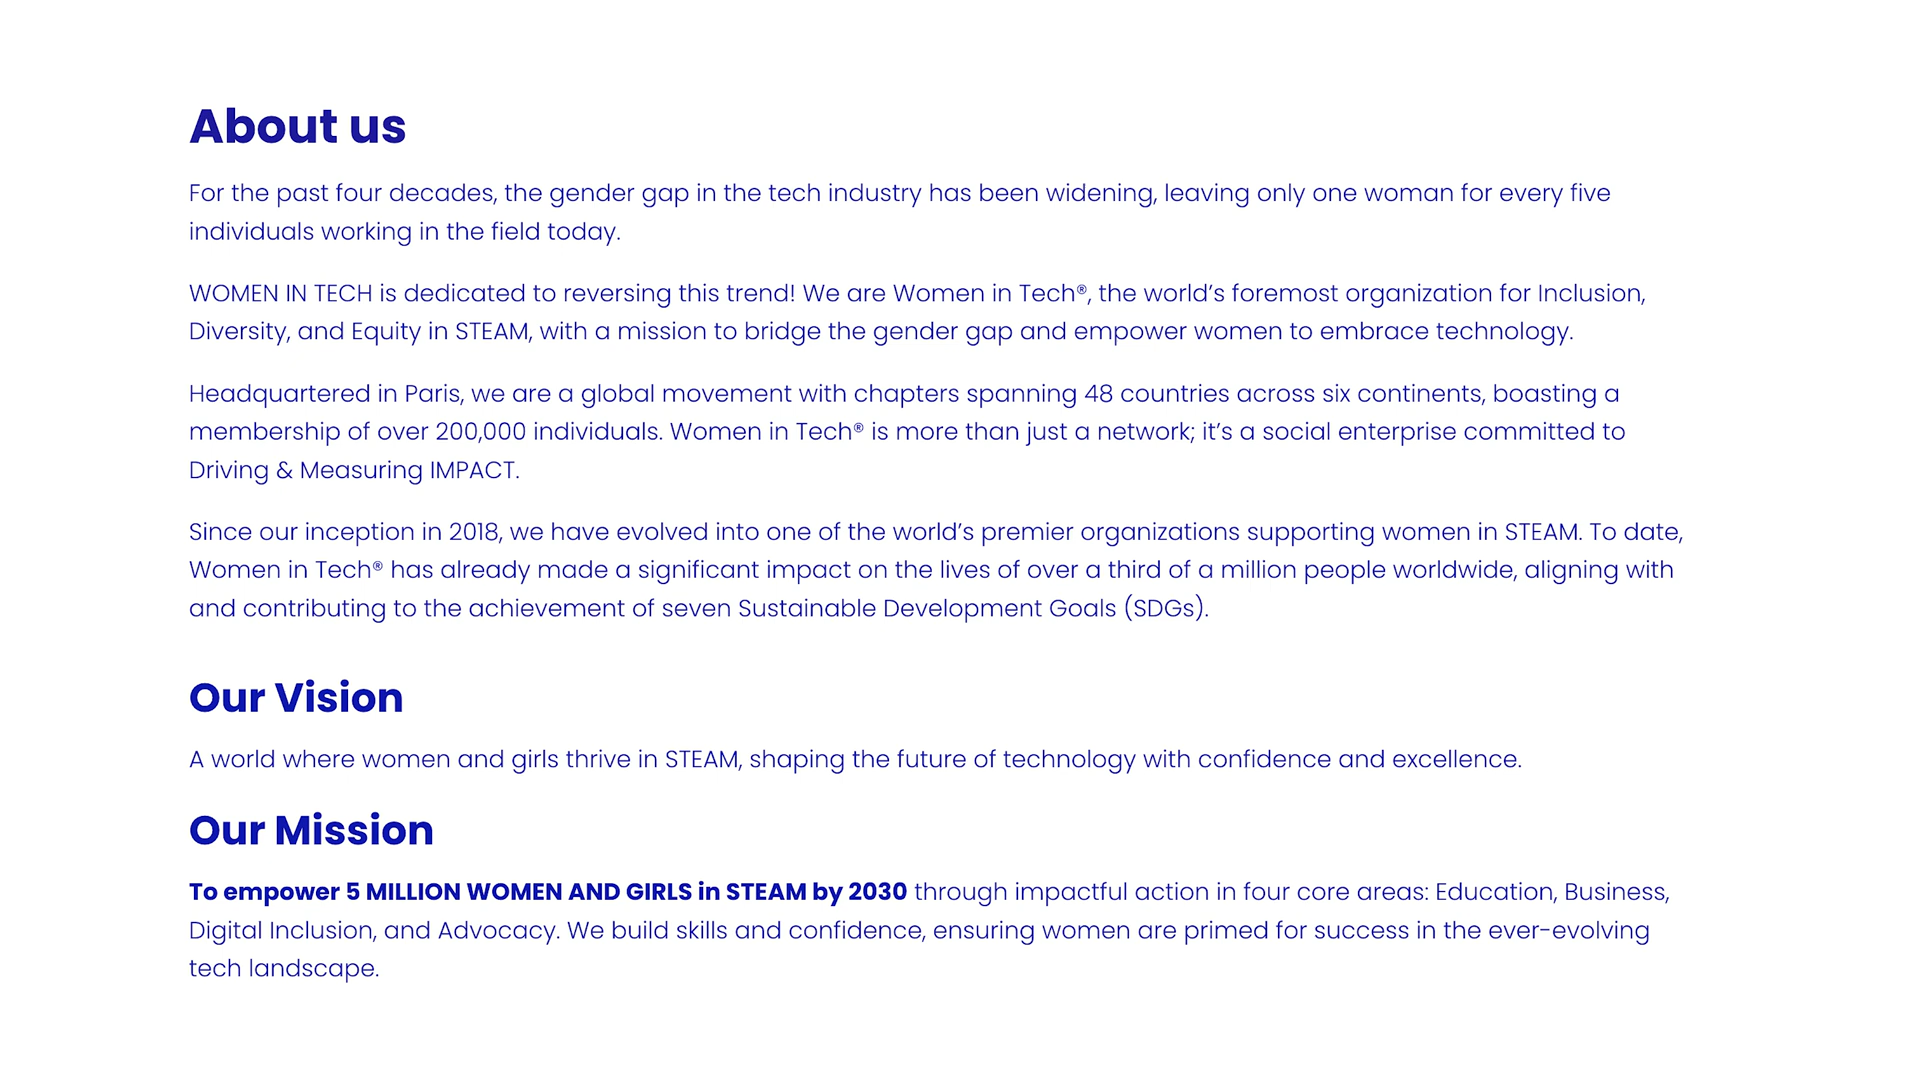 About us
For the past four decades, the gender gap in the tech industry has been widening, leaving only one woman for every five
individuals working in the field today.
WOMEN IN TECH is dedicated to reversing this trend! We are Women in Tech®, the world’s foremost organization for Inclusion,
Diversity, and Equity in STEAM, with a mission to bridge the gender gap and empower women to embrace technology.
Headquartered in Paris, we are a global movement with chapters spanning 48 countries across six continents, boasting a
membership of over 200,000 individuals. Women in Tech® is more than just a network; it’s a social enterprise committed to
Driving & Measuring IMPACT.
Since our inception in 2018, we have evolved into one of the world’s premier organizations supporting women in STEAM. To date,
Women in Tech® has already made a significant impact on the lives of over a third of a million people worldwide, aligning with
and contributing to the achievement of seven Sustainable Development Goals (SDGs).
Our Vision
A world where women and girls thrive in STEAM, shaping the future of technology with confidence and excellence.
Our Mission
To empower 5 MILLION WOMEN AND GIRLS in STEAM by 2030 through impactful action in four core areas: Education, Business,
Digital Inclusion, and Advocacy. We build skills and confidence, ensuring women are primed for success in the ever-evolving
tech landscape.